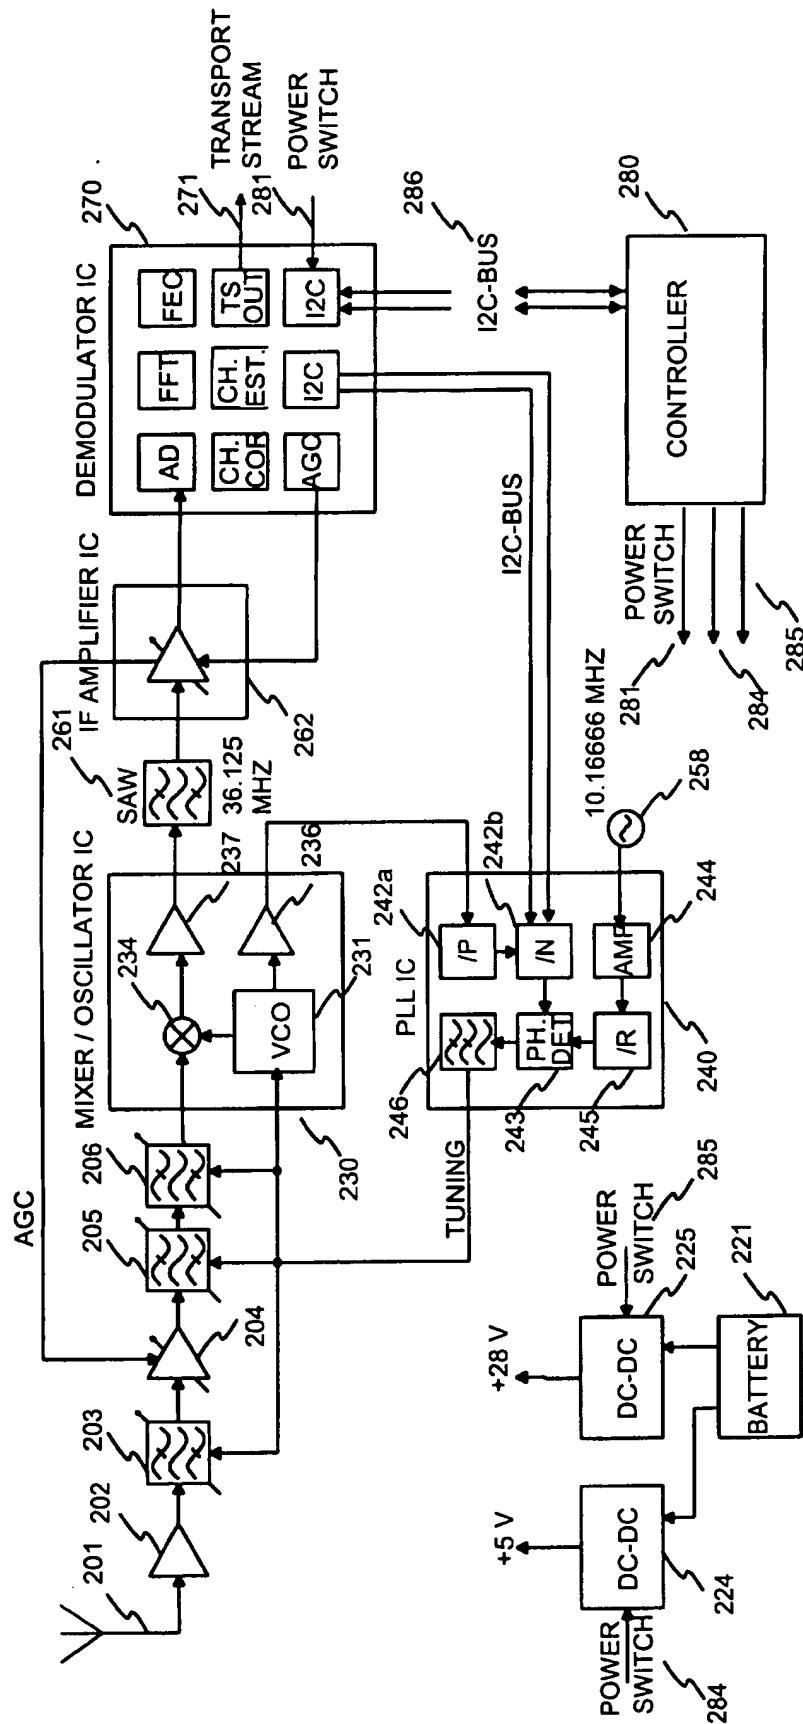 201
202
203
204
205
206
AGC
MIXER / OSCILLATOR IC
234
237
236
231
VCO
230
SAW
261
36.125
MHZ
IF AMPLIFIER IC
262
DEMODULATOR IC
270
AD
FFT
FEC
CH.
COR
CH.
EST.
TS
OUT
AGC
I2C
I2C
271
TRANSPORT
STREAM
281
POWER
SWITCH
TUNING
PLL IC
242a
242b
/P
/N
246
PH.
DET
243
/R
245
AMP
244
240
10.16666 MHZ
258
I2C-BUS
I2C-BUS
286
280
CONTROLLER
POWER
SWITCH
281
284
285
+5 V
DC-DC
224
POWER
SWITCH
284
+28 V
DC-DC
225
POWER
SWITCH
285
BATTERY
221